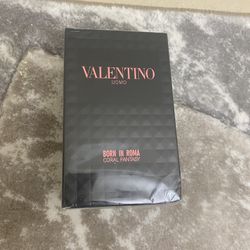 VALENTINO
UOMO
BORN IN ROMA
CORAL FANTASY